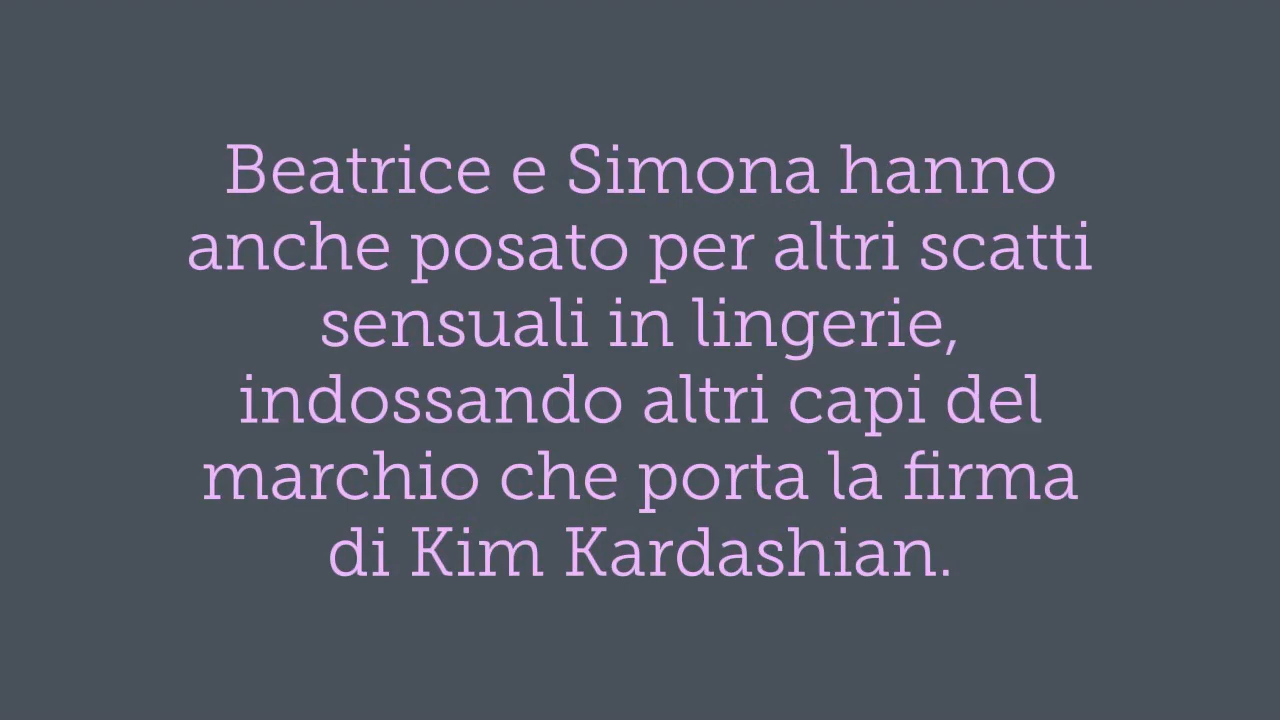 Beatrice e Simona hanno
anche posato per altri scatti
sensuali in lingerie,
indossando altri capi del
marchio che porta la firma
di Kim Kardashian.